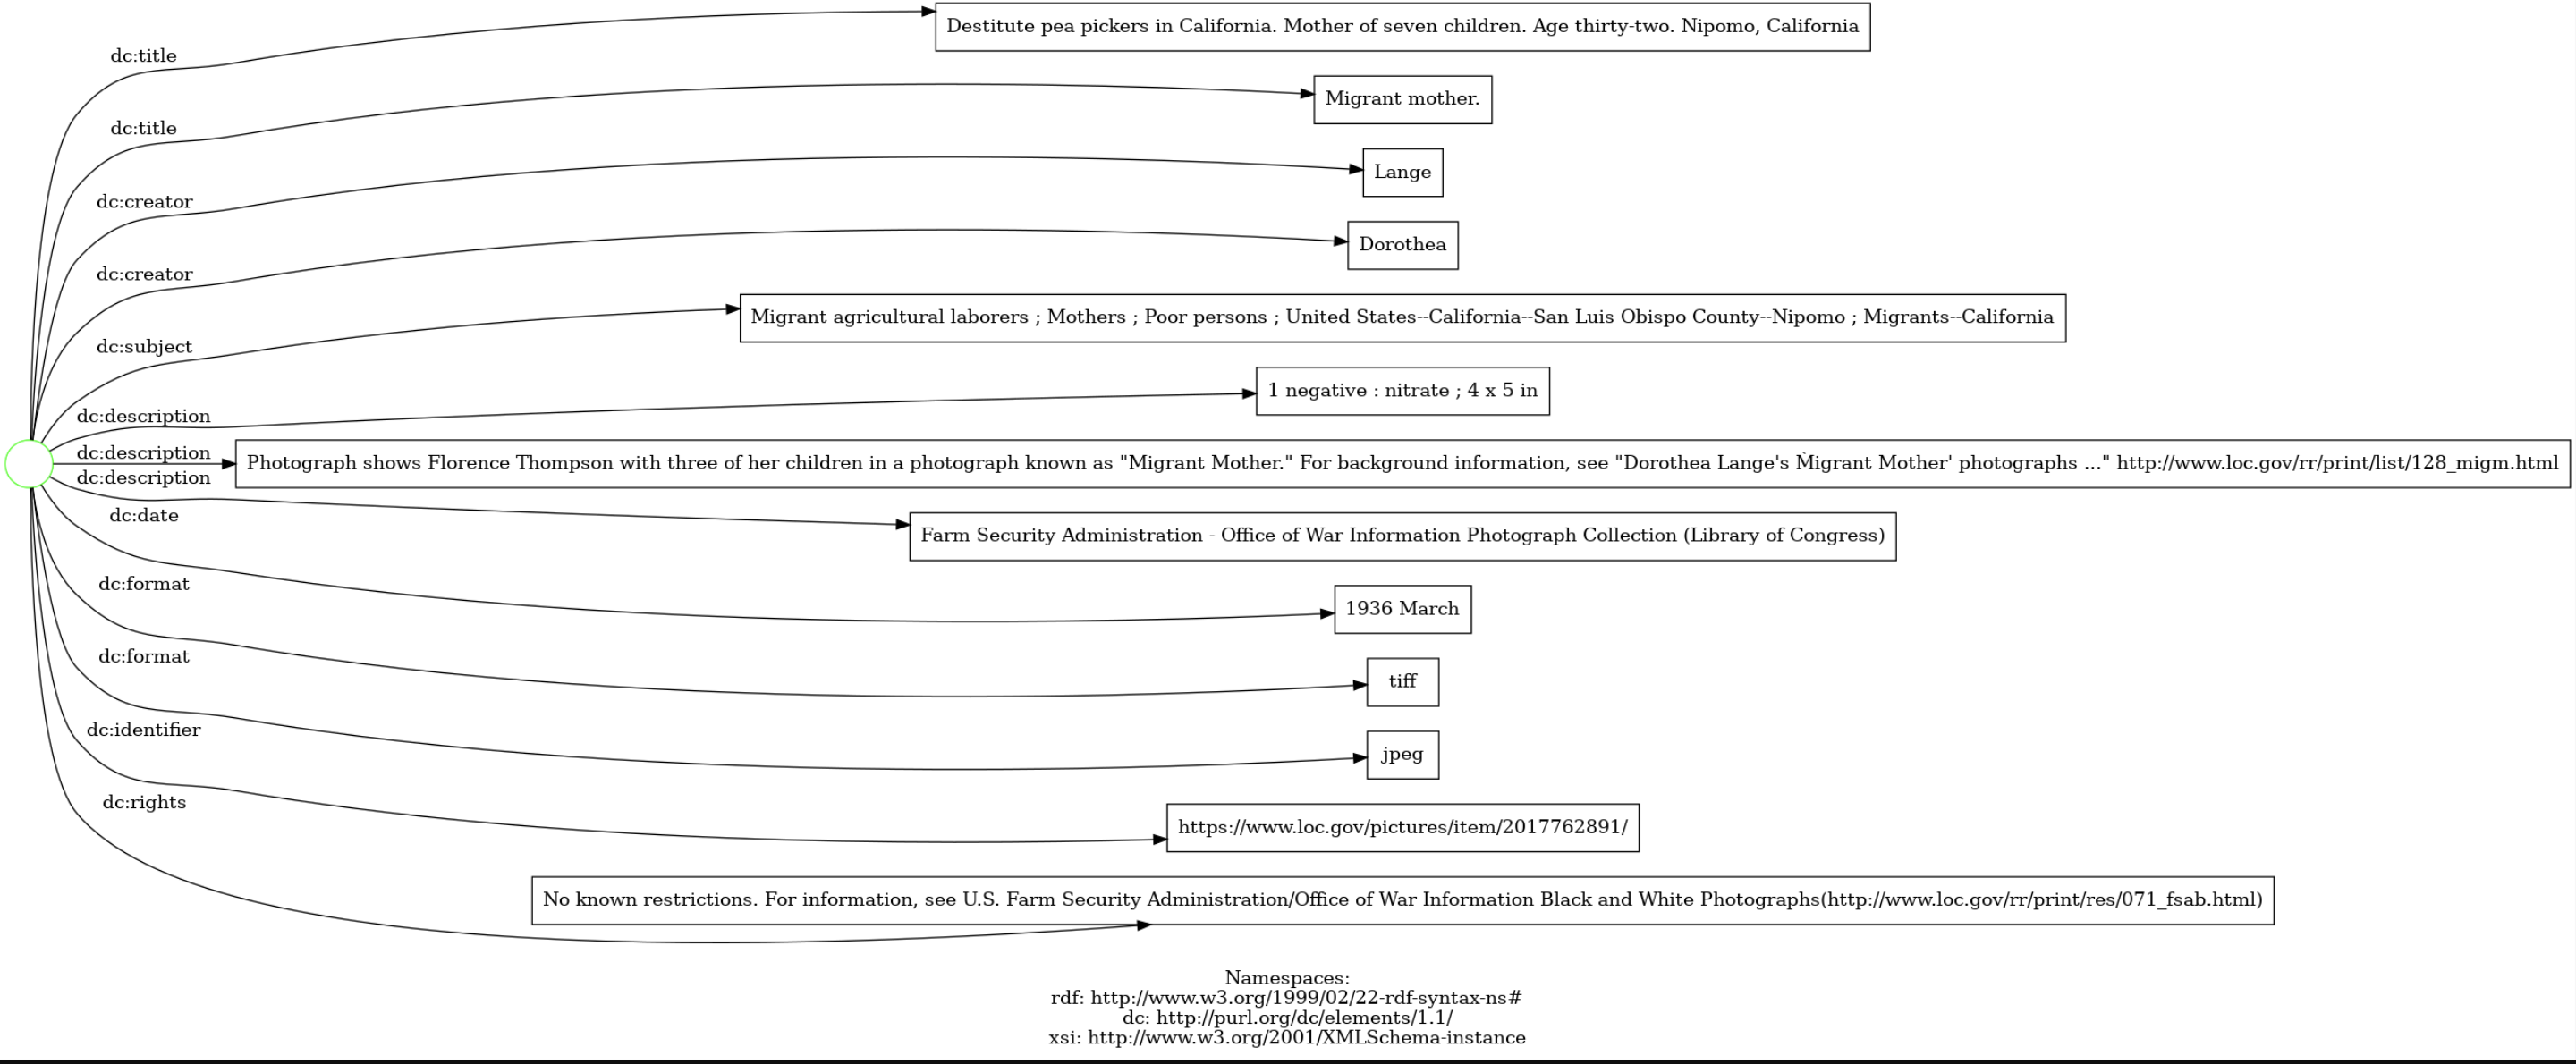 dc:title
Destitute pea pickers in California. Mother of seven children. Age thirty-two. Nipomo, California
dc:title
Migrant mother.
dc:creator
Lange
dc:creator
Dorothea
dc:subject
Migrant agricultural laborers ; Mothers ; Poor persons ; United States--California--San Luis Obispo County--Nipomo ; Migrants--California
dc:description
1 negative : nitrate ; 4 x 5 in
dc:description
Photograph shows Florence Thompson with three of her children in a photograph known as "Migrant Mother." For background information, see "Dorothea Lange's M̀igrant Mother' photographs ..." http://www.loc.gov/rr/print/list/128_migm.html
dc:description
Farm Security Administration - Office of War Information Photograph Collection (Library of Congress)
dc:date
1936 March
dc:format
tiff
dc:format
jpeg
dc:identifier
https://www.loc.gov/pictures/item/2017762891/
dc:rights
No known restrictions. For information, see U.S. Farm Security Administration/Office of War Information Black and White Photographs(http://www.loc.gov/rr/print/res/071_fsab.html)
Namespaces:
rdf: http://www.w3.org/1999/02/22-rdf-syntax-ns#
dc: http://purl.org/dc/elements/1.1/
xsi: http://www.w3.org/2001/XMLSchema-instance